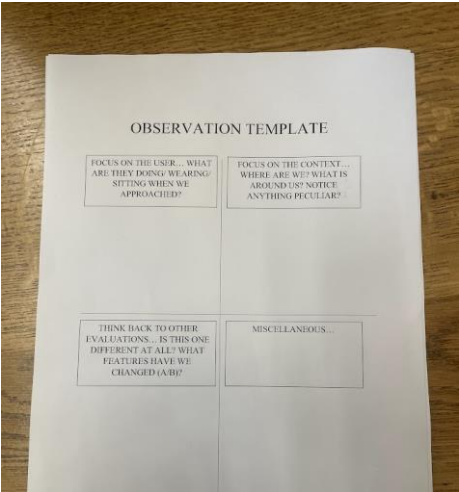 OBSERVATION TEMPLATE
FOCUS ON THE USER... WHAT
ARE THEY DOING/ WEARING/
SITTING WHEN WE
APPROACHED?
FOCUS ON THE CONTEXT...
WHERE ARE WE? WHAT IS
AROUND US? NOTICE
ANYTHING PECULIAR?
THINK BACK TO OTHER
EVALUATIONS... IS THIS ONE
DIFFERENT AT ALL? WHAT
FEATURES HAVE WE
CHANGED (A/B)?
MISCELLANEOUS...